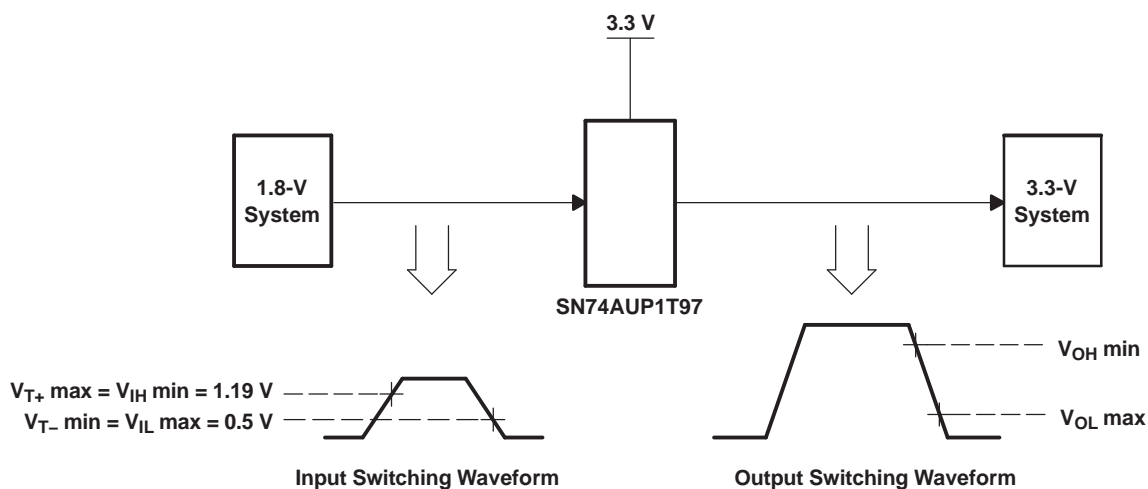 3.3 V
1.8-V
System
3.3-V
System
SN74AUP1T97
VT+ max = VIH min = 1.19 V
VT– min = VIL max = 0.5 V
VOH min
VOL max
Input Switching Waveform
Output Switching Waveform